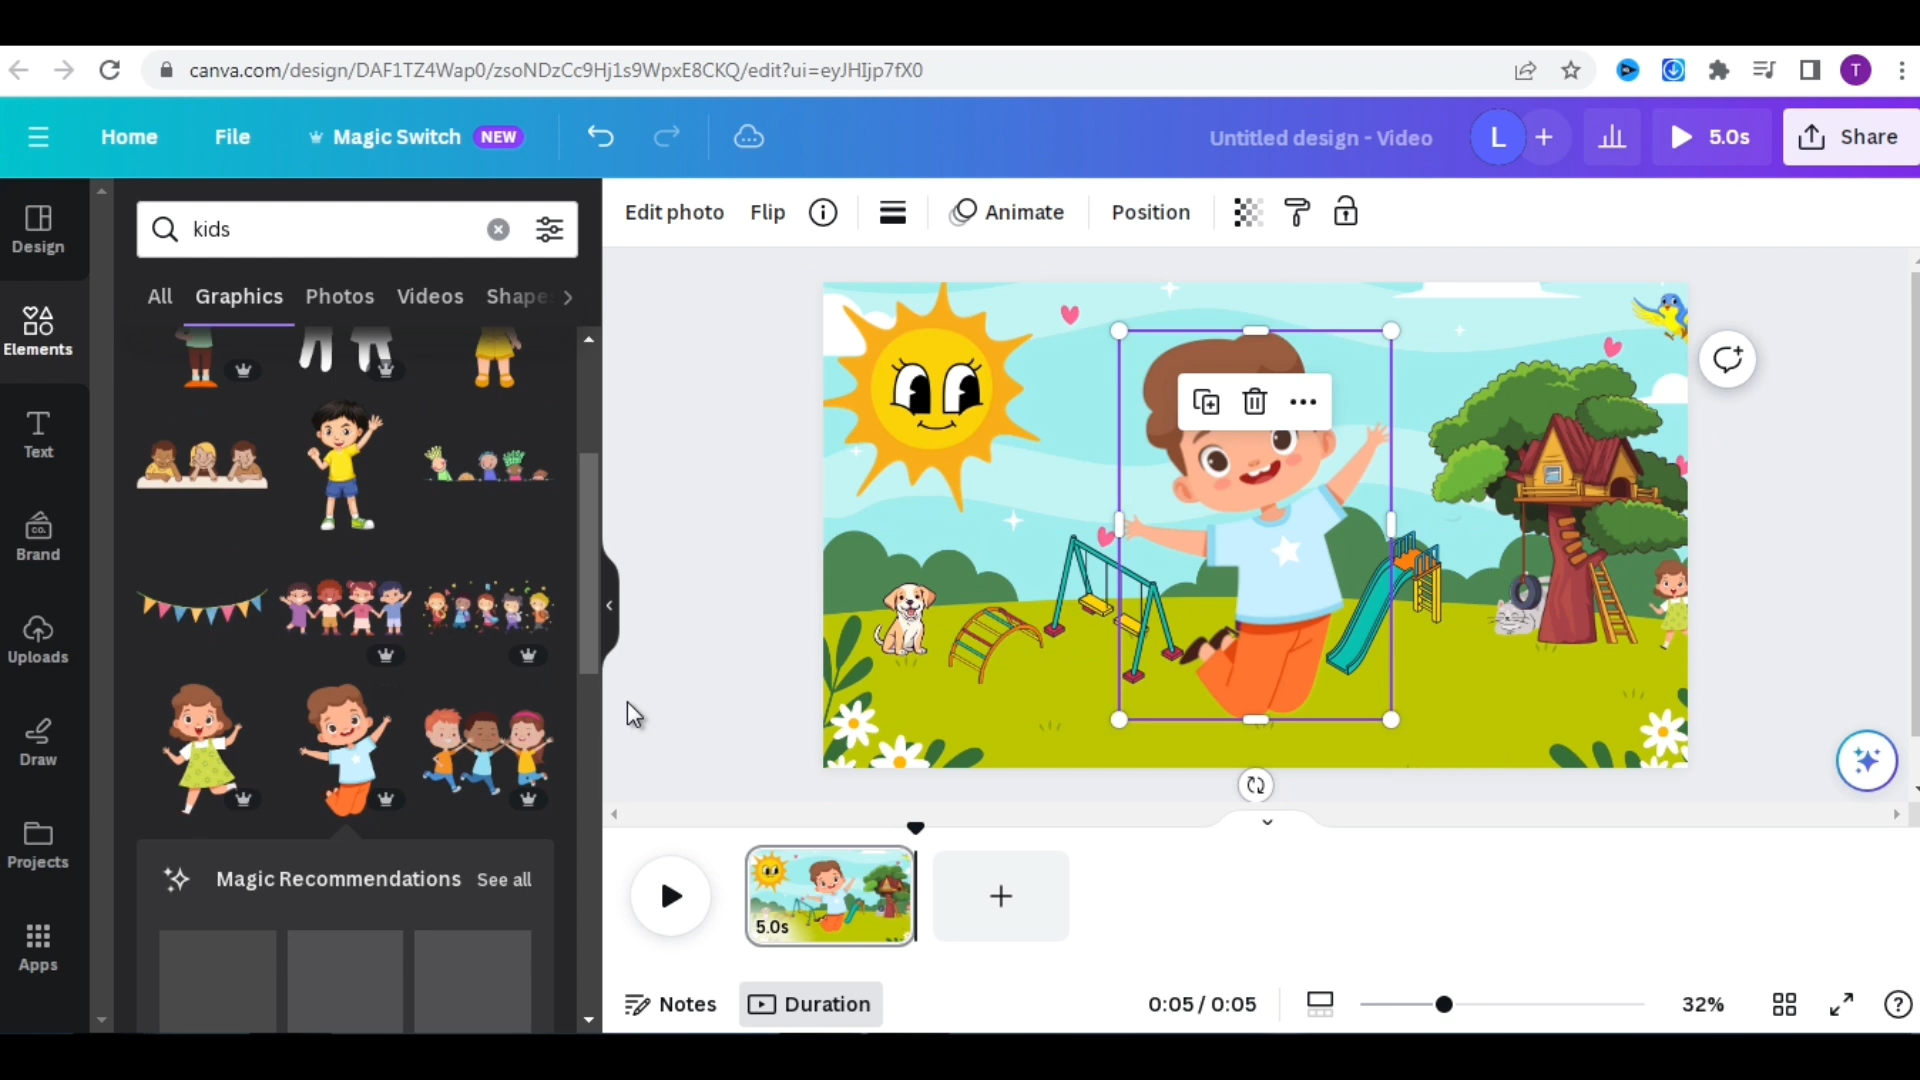 canva.com/design/DAF1TZ4Wap0/zsoNDzCc9Hj1s9WpxE8CKQ/edit?ui=eyJHIjp7fX0
T
Home
File
Magic Switch
NEW
Untitled design - Video
L
5.0s
Share
Design
Elements
Text
CO.
Brand
Uploads
Draw
Projects
Apps
kids
All
Graphics
Photos
Videos
Shapes
Edit photo
Flip
Animate
Position
Magic Recommendations
See all
5.0s
Notes
Duration
0:05 / 0:05
32%